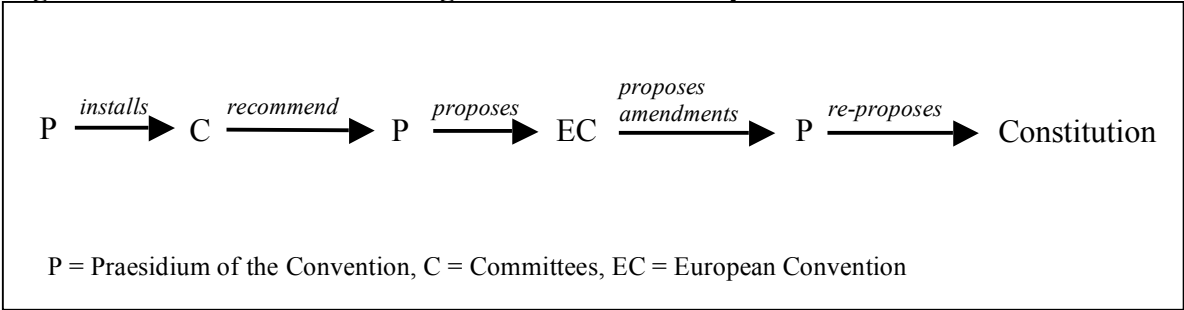 proposes
installs recommend proposes amendments re-proposes
P C P EC P Constitution
P = Praesidium of the Convention, C = Committees, EC = European Convention